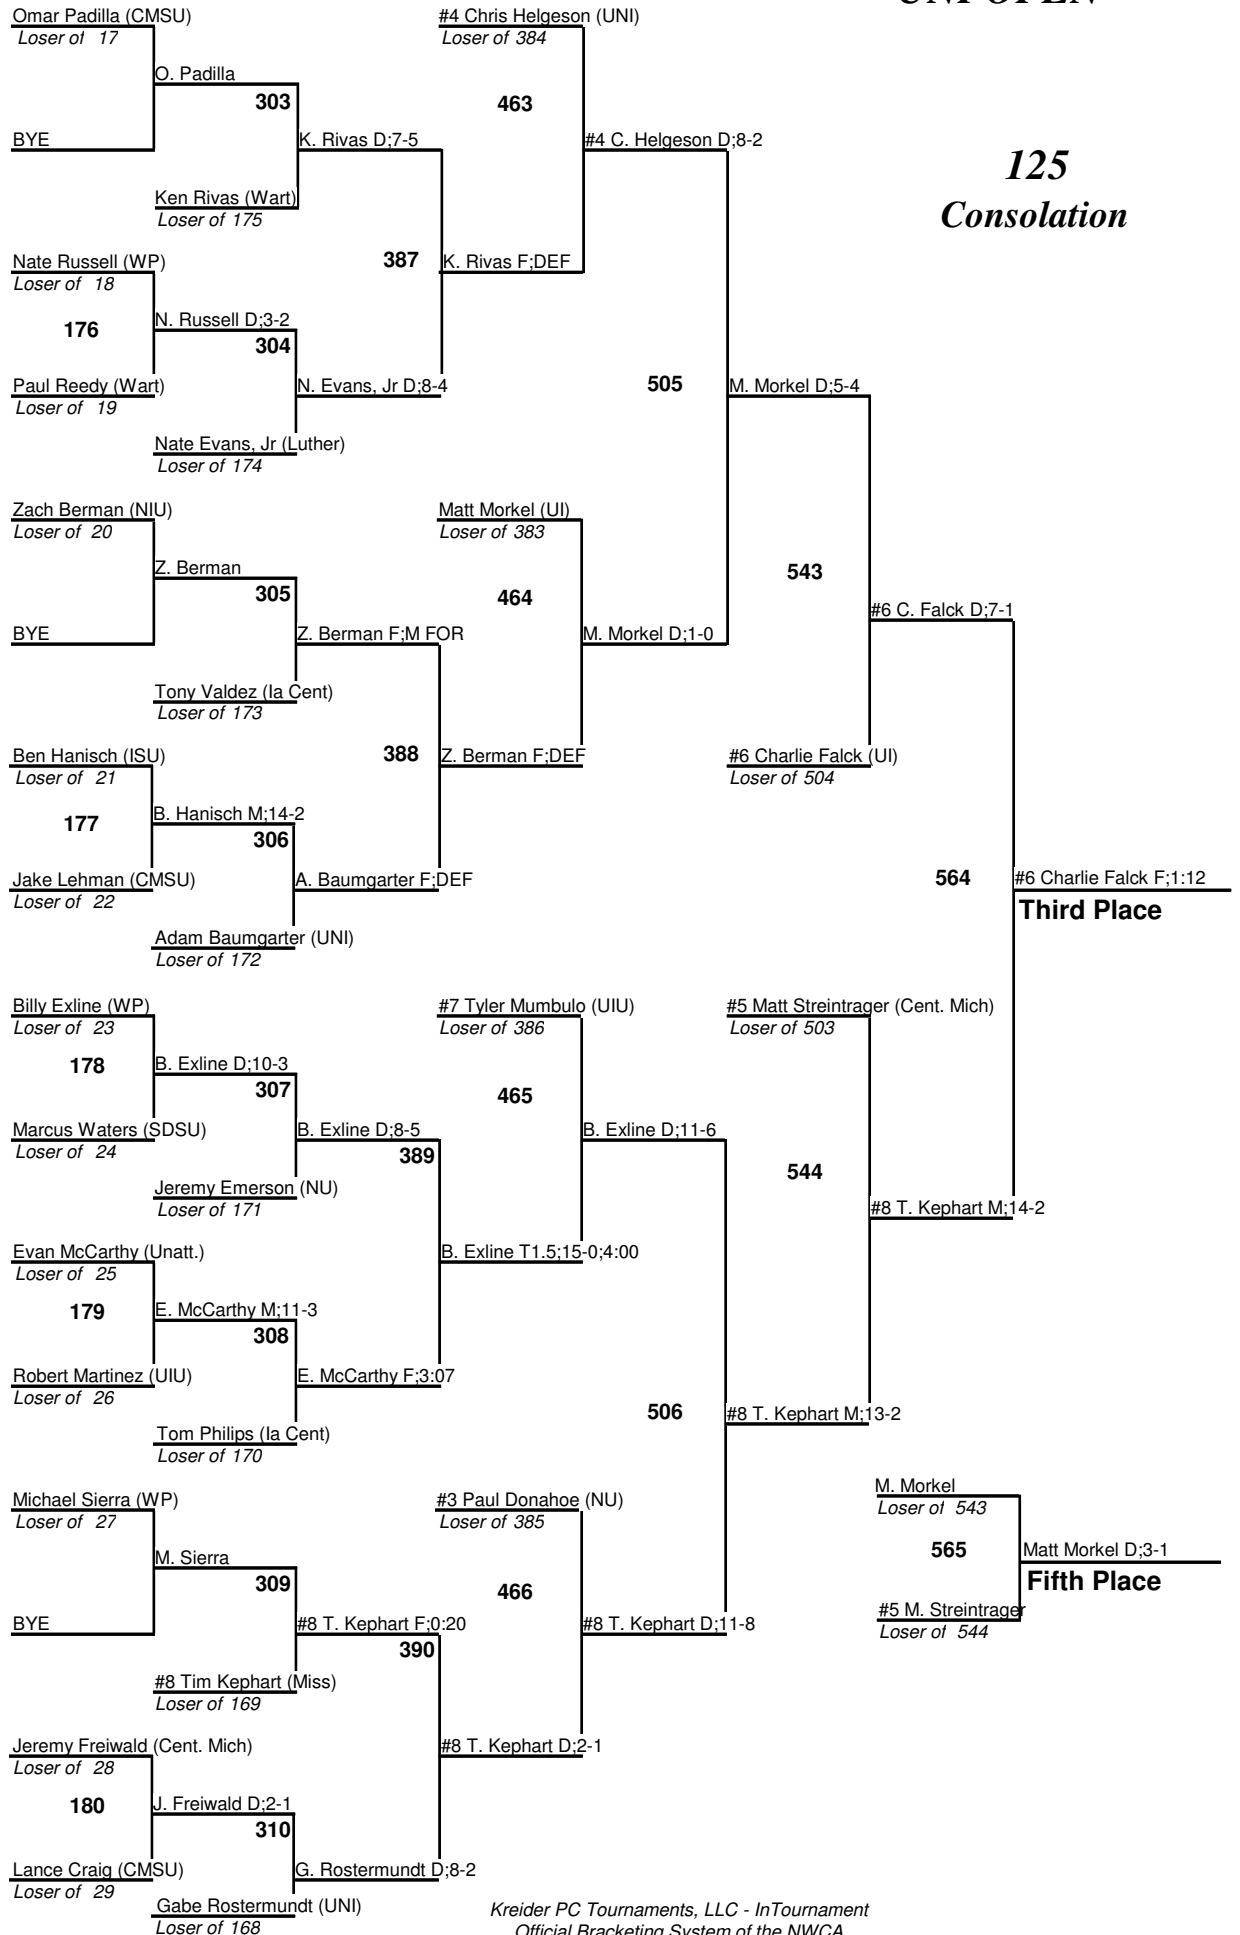 UNI OPEN
125
Consolation
Omar Padilla (CMSU)
Loser of 17
O. Padilla
303
BYE
K. Rivas D;7-5
Ken Rivas (Wart)
Loser of 175
387
Nate Russell (WP)
Loser of 18
176
N. Russell D;3-2
304
Paul Reedy (Wart)
Loser of 19
N. Evans, Jr D;8-4
Nate Evans, Jr (Luther)
Loser of 174
#4 Chris Helgeson (UNI)
Loser of 384
463
#4 C. Helgeson D;8-2
K. Rivas F;DEF
505
M. Morkel D;5-4
Zach Berman (NIU)
Loser of 20
Z. Berman
305
BYE
Z. Berman F;M FOR
Tony Valdez (Ia Cent)
Loser of 173
388
Ben Hanisch (ISU)
Loser of 21
177
B. Hanisch M;14-2
306
Jake Lehman (CMSU)
Loser of 22
A. Baumgarter F;DEF
Adam Baumgarter (UNI)
Loser of 172
Matt Morkel (UI)
Loser of 383
464
M. Morkel D;1-0
Z. Berman F;DEF
543
#6 C. Falck D;7-1
#6 Charlie Falck (UI)
Loser of 504
564
#6 Charlie Falck F;1:12
Third Place
Billy Exline (WP)
Loser of 23
178
B. Exline D;10-3
307
Marcus Waters (SDSU)
Loser of 24
B. Exline D;8-5
389
Jeremy Emerson (NU)
Loser of 171
Evan McCarthy (Unatt.)
Loser of 25
179
E. McCarthy M;11-3
308
Robert Martinez (UIU)
Loser of 26
E. McCarthy F;3:07
Tom Philips (Ia Cent)
Loser of 170
#7 Tyler Mumbulo (UIU)
Loser of 386
465
B. Exline D;11-6
B. Exline T1.5;15-0;4:00
#5 Matt Streintrager (Cent. Mich)
Loser of 503
544
#8 T. Kephart M;14-2
506
#8 T. Kephart M;13-2
Michael Sierra (WP)
Loser of 27
M. Sierra
309
BYE
#8 T. Kephart F;0:20
390
#8 Tim Kephart (Miss)
Loser of 169
Jeremy Freiwald (Cent. Mich)
Loser of 28
180
J. Freiwald D;2-1
310
Lance Craig (CMSU)
Loser of 29
G. Rostermundt D;8-2
Gabe Rostermundt (UNI)
Loser of 168
#3 Paul Donahoe (NU)
Loser of 385
466
#8 T. Kephart D;11-8
#8 T. Kephart D;2-1
M. Morkel
Loser of 543
565
Matt Morkel D;3-1
Fifth Place
#5 M. Streintrager
Loser of 544
Kreider PC Tournaments, LLC - InTournament
Official Bracketing System of the NWCA